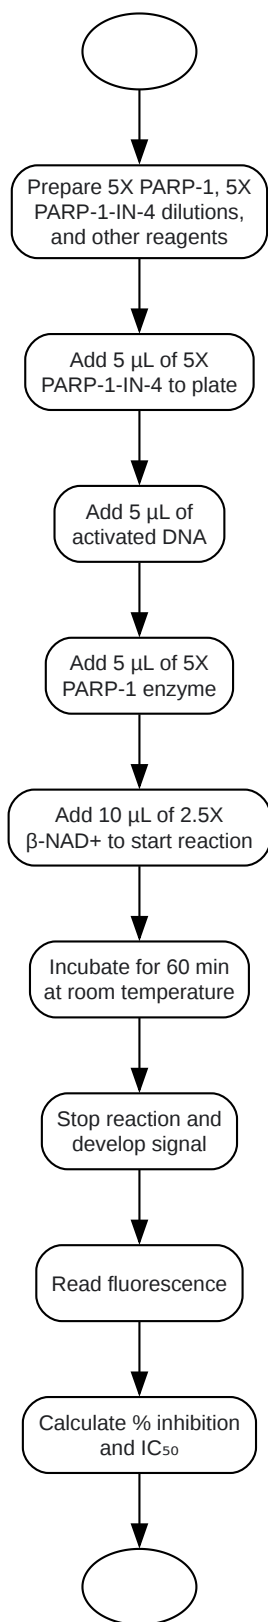 Prepare 5X PARP-1, 5X
PARP-1-IN-4 dilutions,
and other reagents
Add 5 µL of 5X
PARP-1-IN-4 to plate
Add 5 µL of
activated DNA
Add 5 µL of 5X
PARP-1 enzyme
Add 10 µL of 2.5X
β-NAD+ to start reaction
Incubate for 60 min
at room temperature
Stop reaction and
develop signal
Read fluorescence
Calculate % inhibition
and IC₅₀